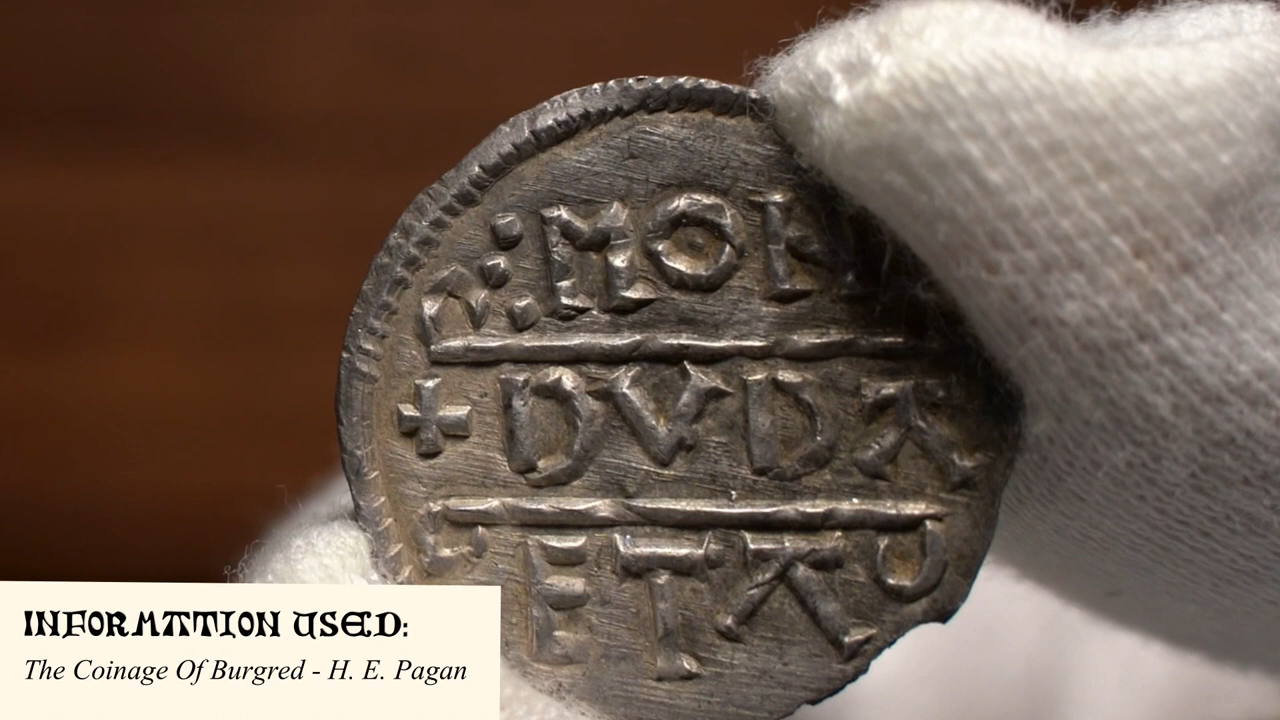 MON
+ DVDA
ETA
INFORMATION USED:
The Coinage Of Burgred - H. E. Pagan